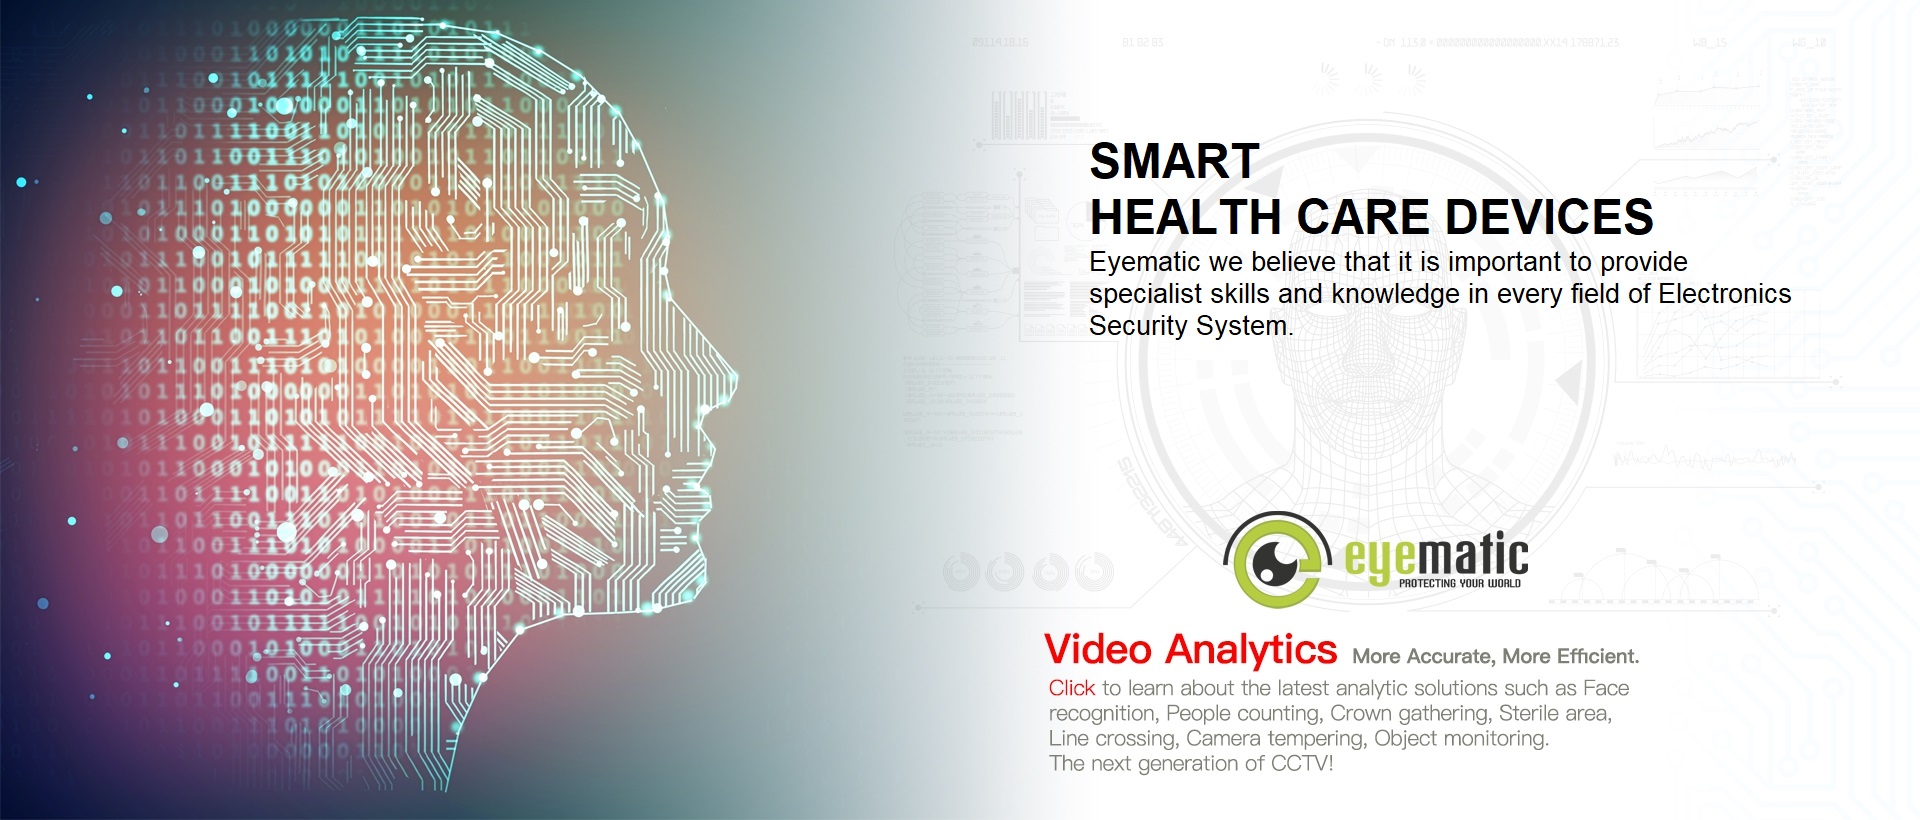 SMART
HEALTH CARE DEVICES
Eyematic we believe that it is important to provide
specialist skills and knowledge in every field of Electronics
Security System.
eyematic
PROTECTING YOUR WORLD
Video Analytics More Accurate, More Efficient.
Click to learn about the latest analytic solutions such as Face
recognition, People counting, Crown gathering, Sterile area,
Line crossing, Camera tempering, Object monitoring.
The next generation of CCTV!